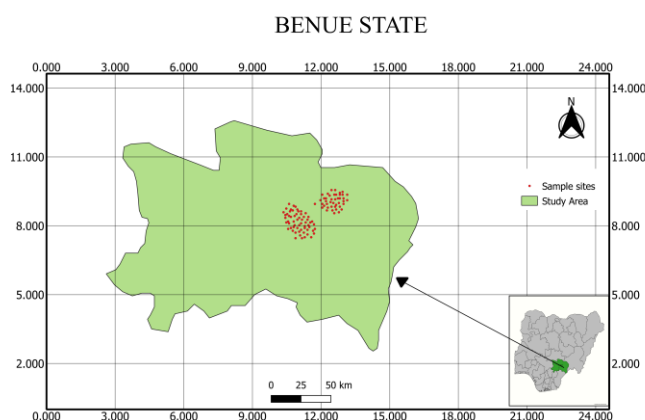 BENUE STATE
0.000 3.000 6.000 9.000 12.000 15.000 18.000 21.000 24.000
14.000 14.000
N
11.000 11.000
Sample sites
Study Area
8.000 8.000
5.000 5.000
2.000 2.000
0 25 50 km
0.000 3.000 6.000 9.000 12.000 15.000 18.000 21.000 24.000